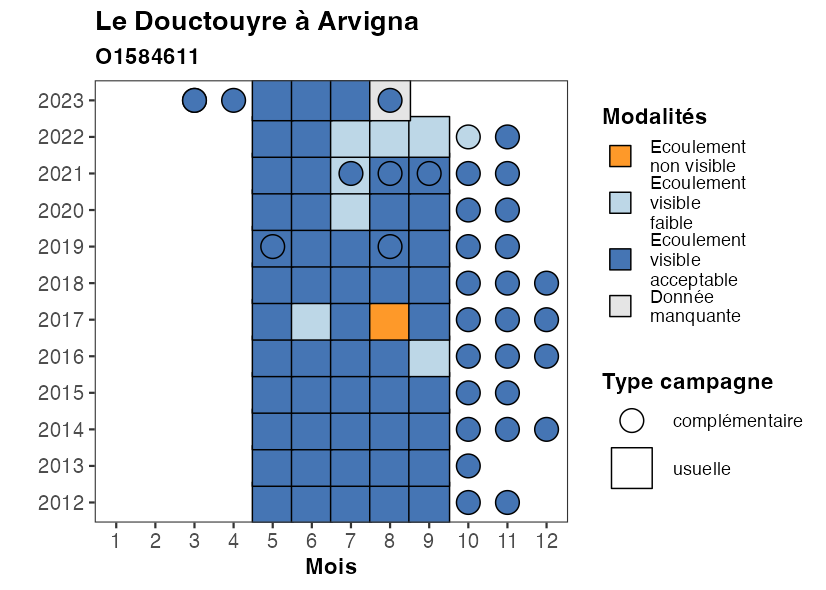 Le Douctouyre à Arvigna
O1584611
2023
2022
2021
2020
2019
2018
2017
2016
2015
2014
2013
2012
1 2 3 4 5 6 7 8 9 10 11 12
Mois
Modalités
Ecoulement
non visible
Ecoulement
visible
faible
Ecoulement
visible
acceptable
Donnée
manquante
Type campagne
complémentaire
usuelle